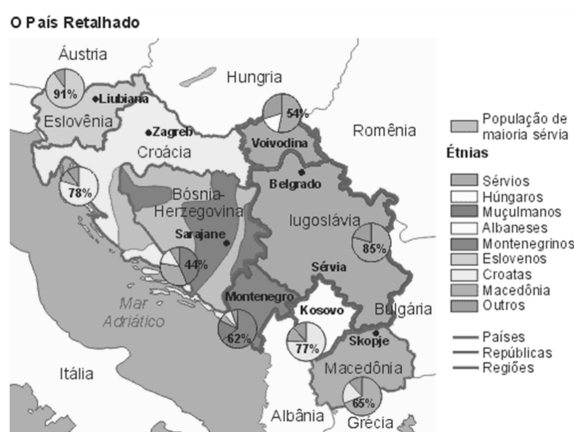 O País Retalhado
Áustria
Hungria
Romênia
91%
Liubiana
Eslovênia
Zagreb
Croácia
54%
Voivodina
Belgrado
78%
Bósnia-
Herzegovina
Sarajane
44%
Iugoslávia
85%
Sérvia
Montenegro
62%
Kosovo
77%
Bulgária
Skopje
Macedônia
65%
Mar
Adriático
Itália
Albânia
Grécia
População de
maioria sérvia
Étnias
Sérvios
Húngaros
Muçulmanos
Albaneses
Montenegrinos
Eslovenos
Croatas
Macedônia
Outros
Países
Repúblicas
Regiões